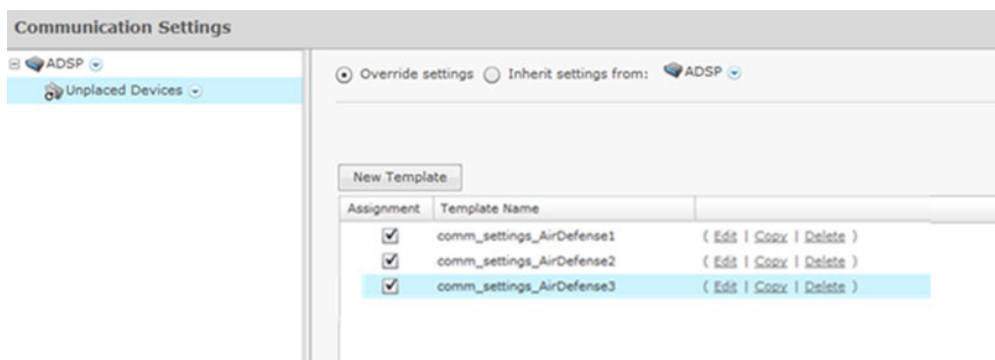 Communication Settings
ADSP
Unplaced Devices
Override settings Inherit settings from: ADSP
New Template
Assignment Template Name
comm_settings_AirDefense1 ( Edit | Copy | Delete )
comm_settings_AirDefense2 ( Edit | Copy | Delete )
comm_settings_AirDefense3 ( Edit | Copy | Delete )